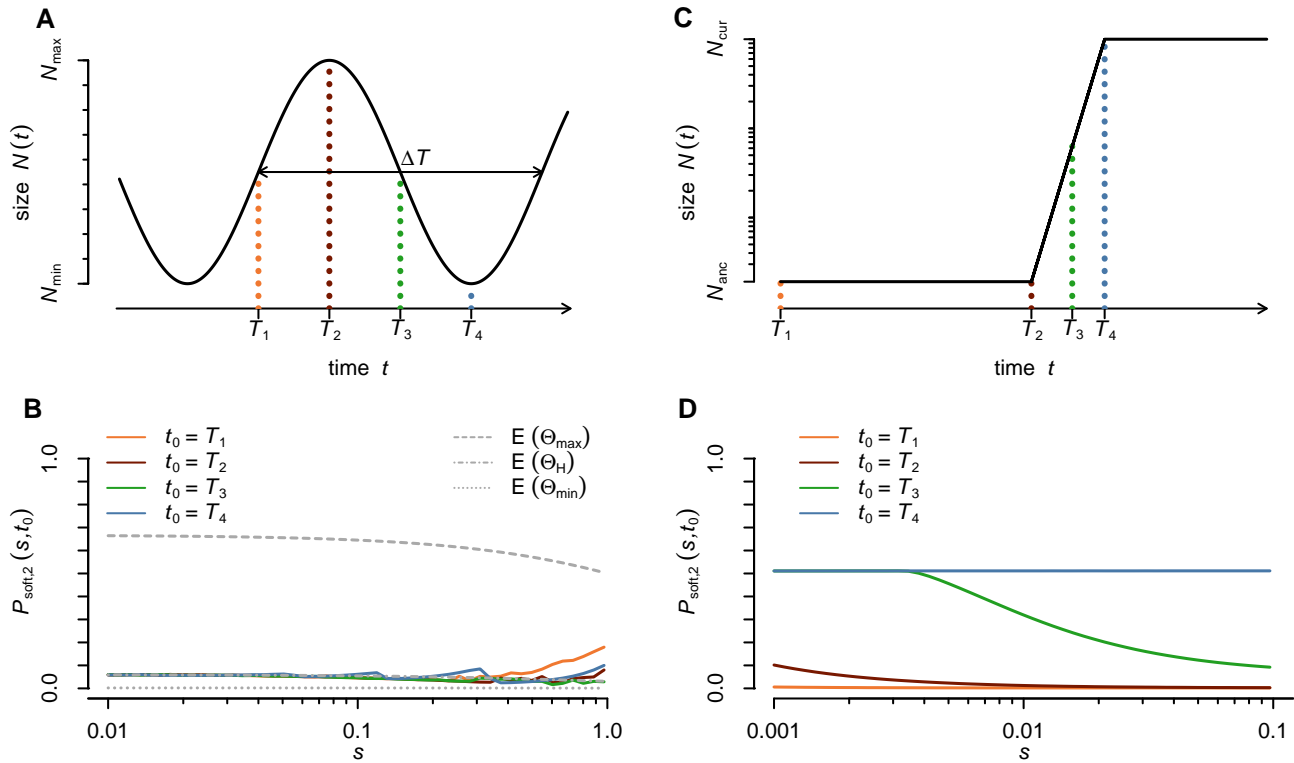 A
N_max
N_min
size N(t)
ΔT
T_1 T_2 T_3 T_4
time t
C
N_cur
N_anc
size N(t)
T_1 T_2 T_3 T_4
time t
B
t_0 = T_1
t_0 = T_2
t_0 = T_3
t_0 = T_4
E (Θ_max)
E (Θ_H)
E (Θ_min)
1.0
0.0
P_soft,2 (s,t_0)
0.01 0.1 1.0
s
D
t_0 = T_1
t_0 = T_2
t_0 = T_3
t_0 = T_4
1.0
0.0
P_soft,2 (s,t_0)
0.001 0.01 0.1
s